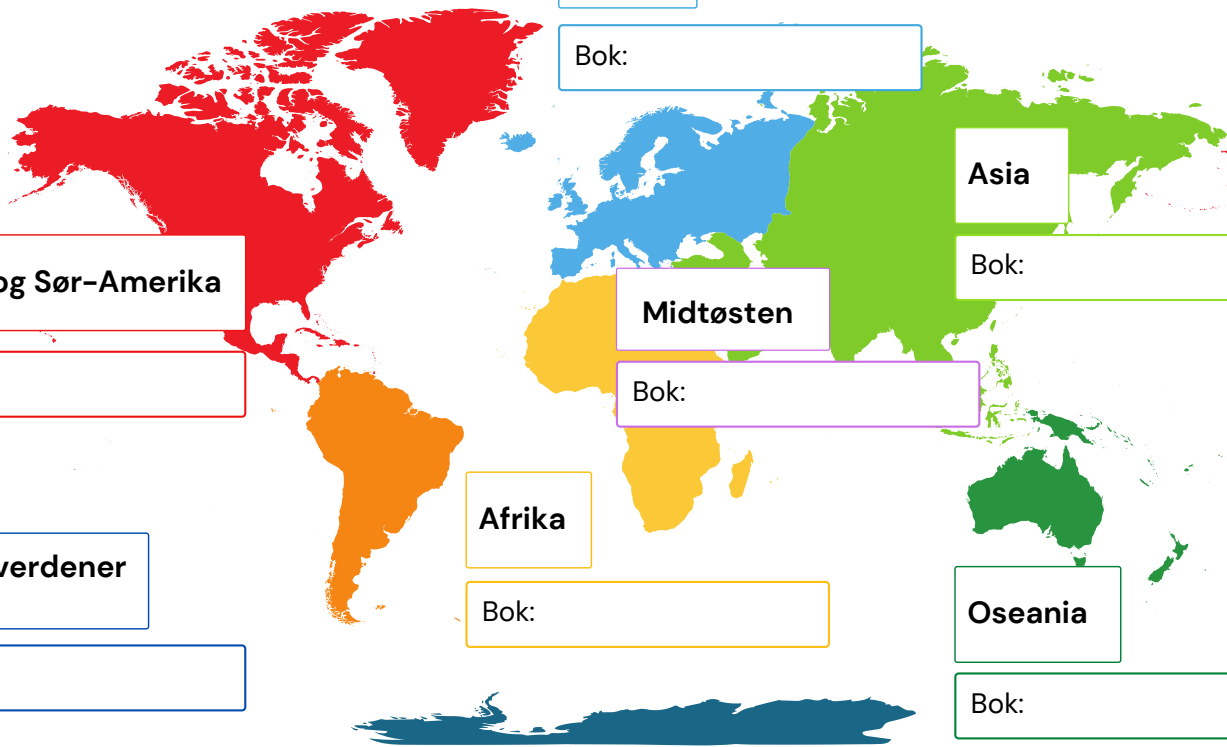 Bok:
Asia
Bok:
og Sør-Amerika
Midtøsten
Bok:
Afrika
Bok:
verdener
Oseania
Bok: